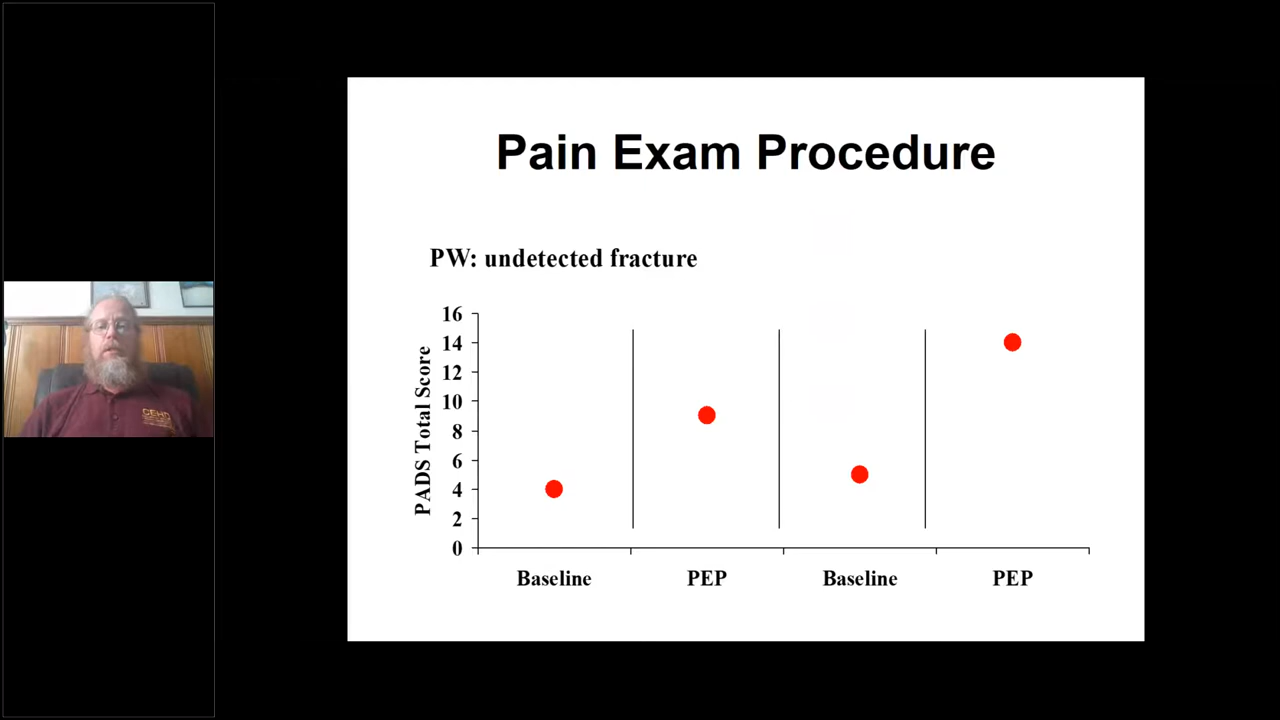 Pain Exam Procedure
PW: undetected fracture
PADS Total Score
16
14
12
10
8
6
4
2
0
Baseline
PEP
Baseline
PEP
CEHD